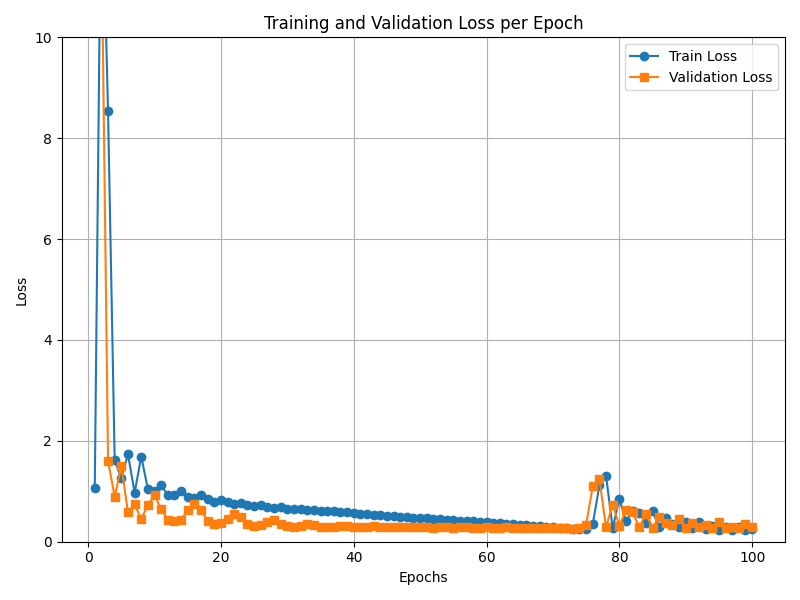 Training and Validation Loss per Epoch
Train Loss
Validation Loss
Loss
10
8
6
4
2
0
0 20 40 60 80 100
Epochs